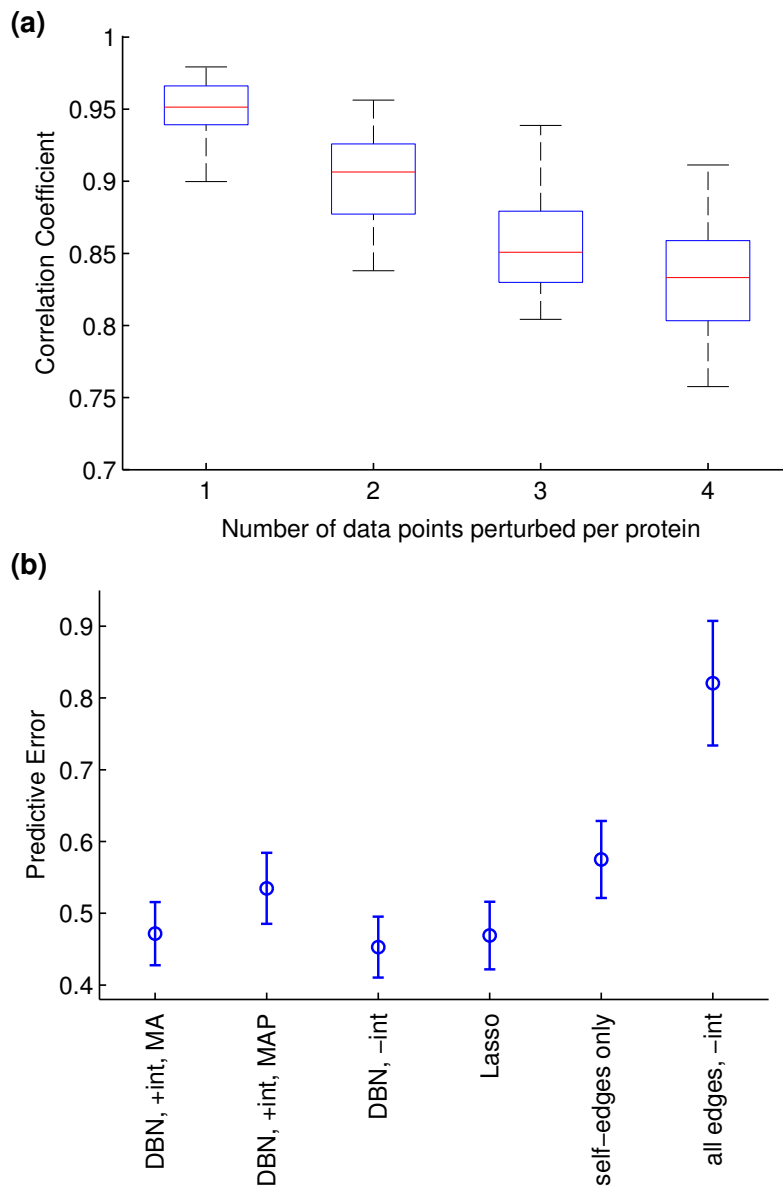 (a)
1
0.95
0.9
0.85
0.8
0.75
0.7
Correlation Coefficient
1 2 3 4
Number of data points perturbed per protein
(b)
0.9
0.8
0.7
0.6
0.5
0.4
Predictive Error
DBN, +int, MA
DBN, +int, MAP
DBN, −int
Lasso
self−edges only
all edges, −int